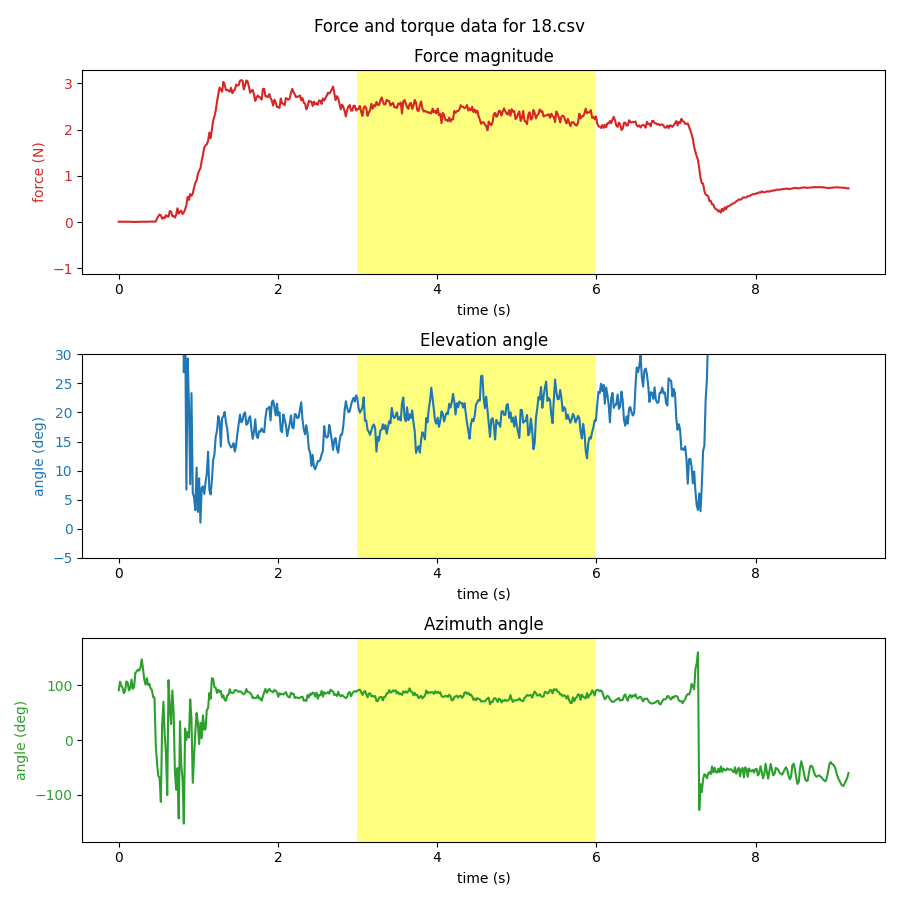 Force and torque data for 18.csv
Force magnitude
3
2
1
0
−1
force (N)
0 2 4 6 8
time (s)
Elevation angle
30
25
20
15
10
5
0
−5
angle (deg)
0 2 4 6 8
time (s)
Azimuth angle
100
0
−100
angle (deg)
0 2 4 6 8
time (s)